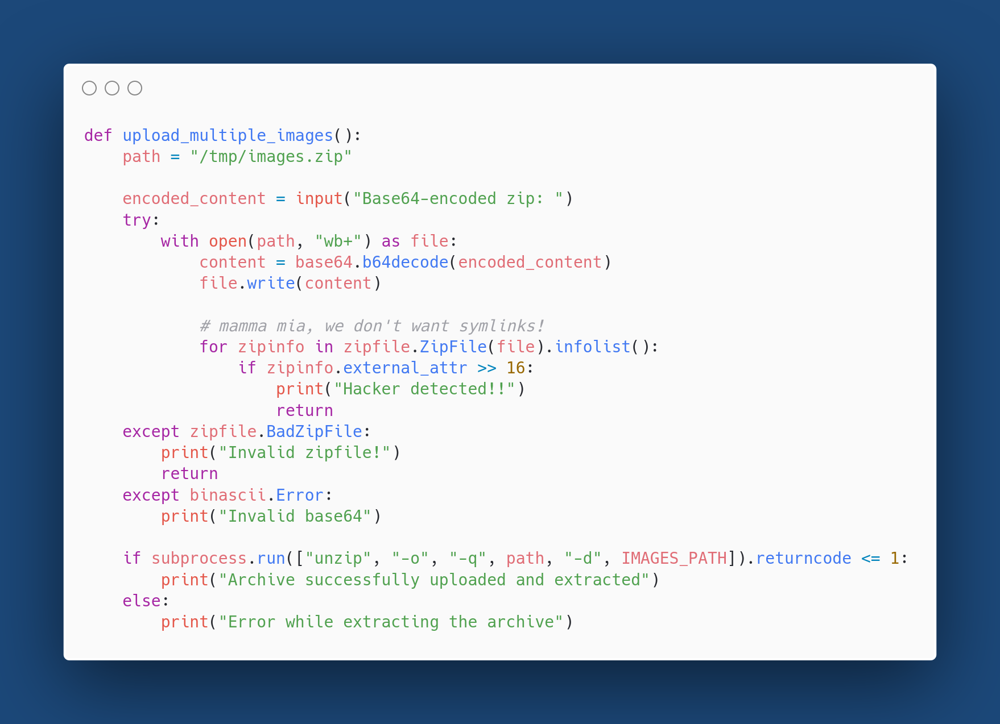 def upload_multiple_images():
    path = "/tmp/images.zip"

    encoded_content = input("Base64-encoded zip: ")
    try:
        with open(path, "wb+") as file:
            content = base64.b64decode(encoded_content)
            file.write(content)

            # mamma mia, we don't want symlinks!
            for zipinfo in zipfile.ZipFile(file).infolist():
                if zipinfo.external_attr >> 16:
                    print("Hacker detected!!")
                    return
    except zipfile.BadZipFile:
        print("Invalid zipfile!")
        return
    except binascii.Error:
        print("Invalid base64")

    if subprocess.run(["unzip", "-o", "-q", path, "-d", IMAGES_PATH]).returncode <= 1:
        print("Archive successfully uploaded and extracted")
    else:
        print("Error while extracting the archive")